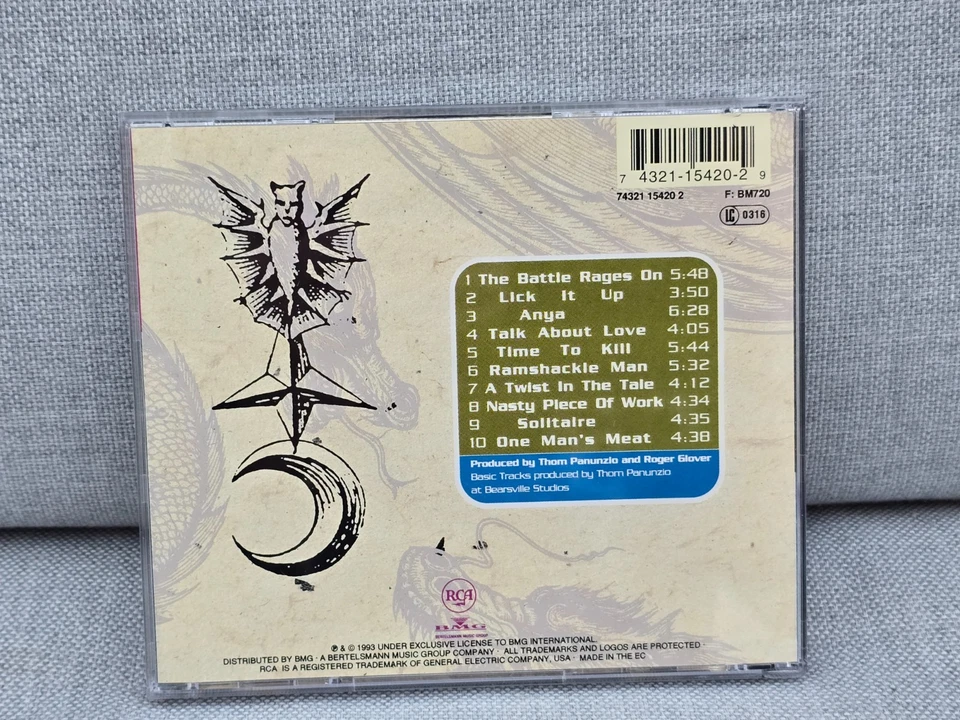 7 4321-15420-2 9
74321 15420 2 F: BM720
LC 0316
1 The Battle Rages On 5:48
2 Lick It Up 3:50
3 Anya 6:28
4 Talk About Love 4:05
5 Time To Kill 5:44
6 Ramshackle Man 5:32
7 A Twist In The Tale 4:12
8 Nasty Piece Of Work 4:34
9 Solitaire 4:35
10 One Man's Meat 4:38
Produced by Thom Panunzio and Roger Glover
Basic Tracks produced by Thom Panunzio
at Bearsville Studios
RCA
BMG
BERTELSMANN MUSIC GROUP
℗ & © 1993 UNDER EXCLUSIVE LICENSE TO BMG INTERNATIONAL.
DISTRIBUTED BY BMG · A BERTELSMANN MUSIC GROUP COMPANY · ALL TRADEMARKS AND LOGOS ARE PROTECTED ·
RCA IS A REGISTERED TRADEMARK OF GENERAL ELECTRIC COMPANY, USA · MADE IN THE EC